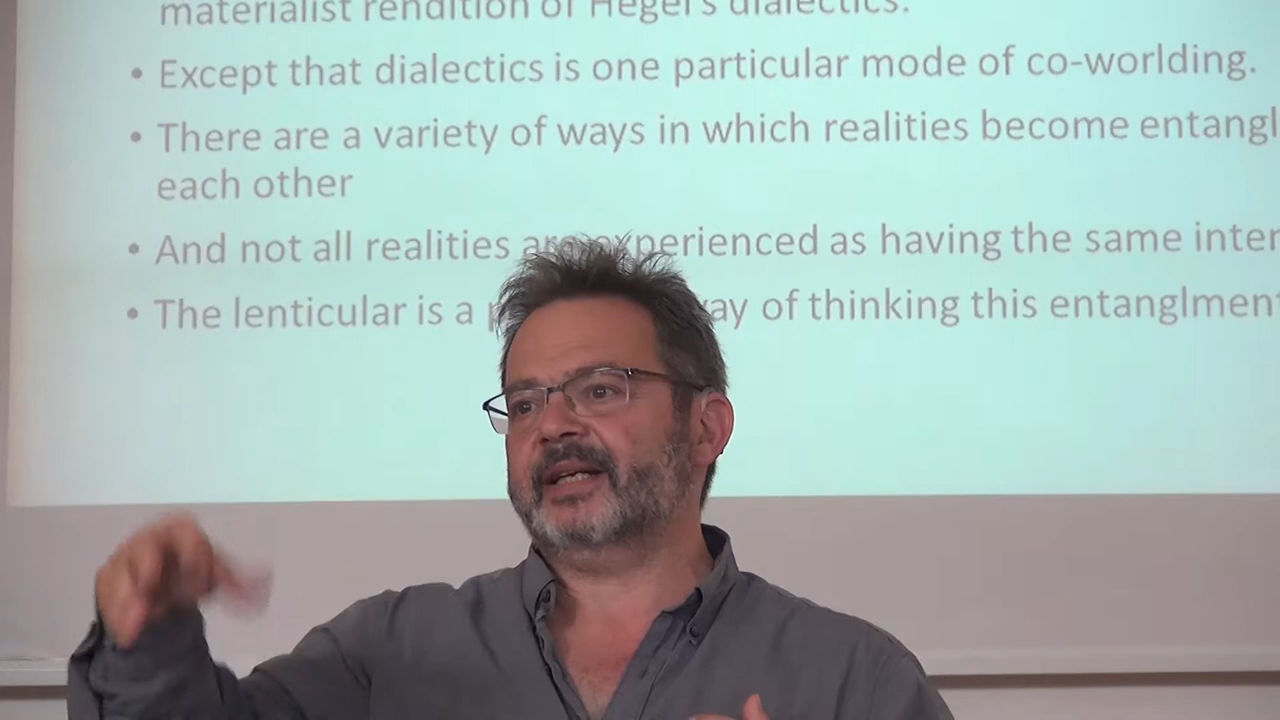 materialist rendition of Hegel's dialectics.
• Except that dialectics is one particular mode of co-worlding.
• There are a variety of ways in which realities become entangl
each other
• And not all realities are experienced as having the same inter
• The lenticular is a way of thinking this entanglmen